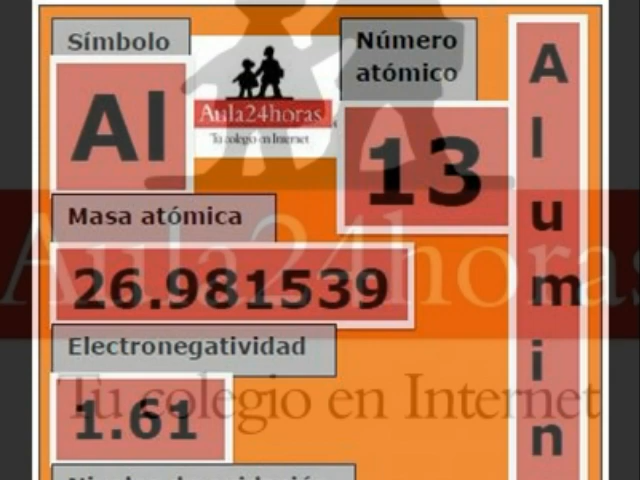 Símbolo
Al
Aula24horas
Tu colegio en Internet
Número
atómico
13
Masa atómica
26.981539
Electronegatividad
1.61
A
l
u
m
i
n
Aula24horas
Tu colegio en Internet